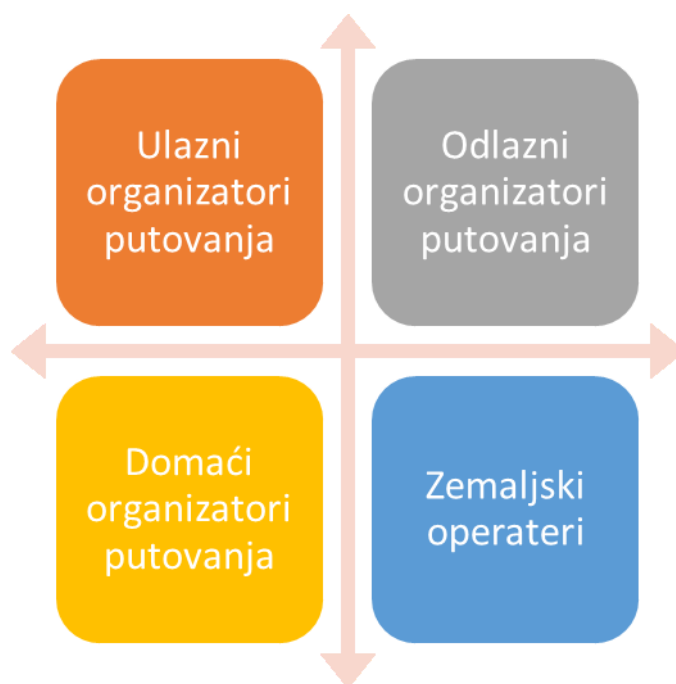 Ulazni
organizatori
putovanja
Odlazni
organizatori
putovanja
Domaći
organizatori
putovanja
Zemaljski
operateri